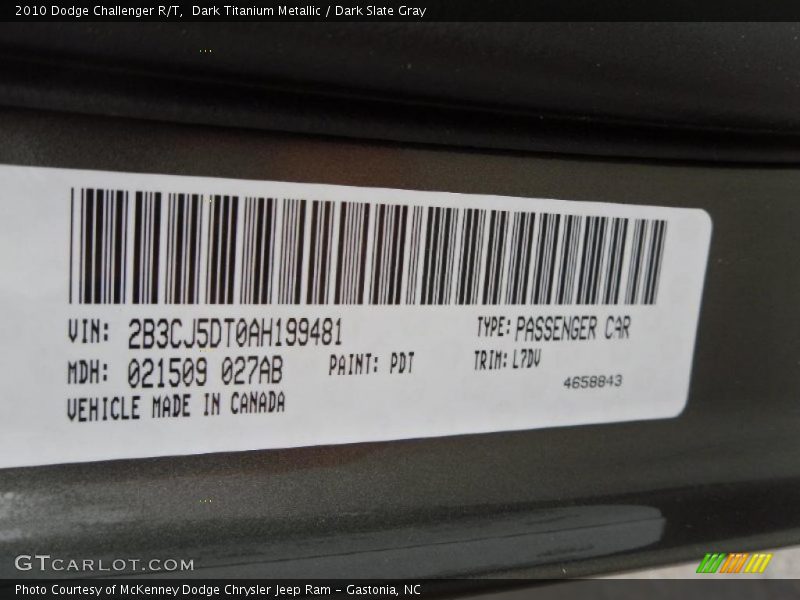 2010 Dodge Challenger R/T, Dark Titanium Metallic / Dark Slate Gray
VIN: 2B3CJ5DT0AH199481 TYPE: PASSENGER CAR
MDH: 021509 027AB PAINT: PDT TRIM: L7DV
VEHICLE MADE IN CANADA 4658843
GTCARLOT.COM
Photo Courtesy of McKenney Dodge Chrysler Jeep Ram - Gastonia, NC